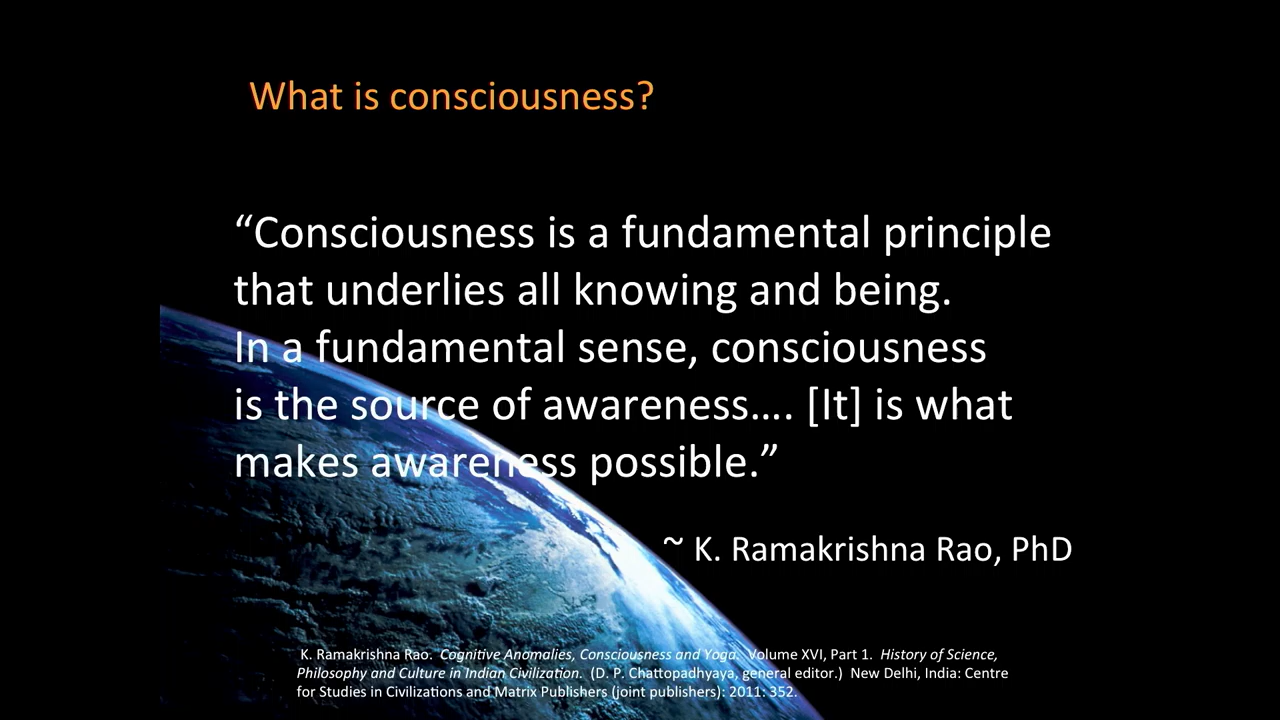 What is consciousness?
“Consciousness is a fundamental principle
that underlies all knowing and being.
In a fundamental sense, consciousness
is the source of awareness…. [It] is what
makes awareness possible.”
~ K. Ramakrishna Rao, PhD
K. Ramakrishna Rao. Cognitive Anomalies, Consciousness and Yoga. Volume XVI, Part 1. History of Science,
Philosophy and Culture in Indian Civilization. (D. P. Chattopadhyaya, general editor.) New Delhi, India: Centre
for Studies in Civilizations and Matrix Publishers (joint publishers): 2011: 352.